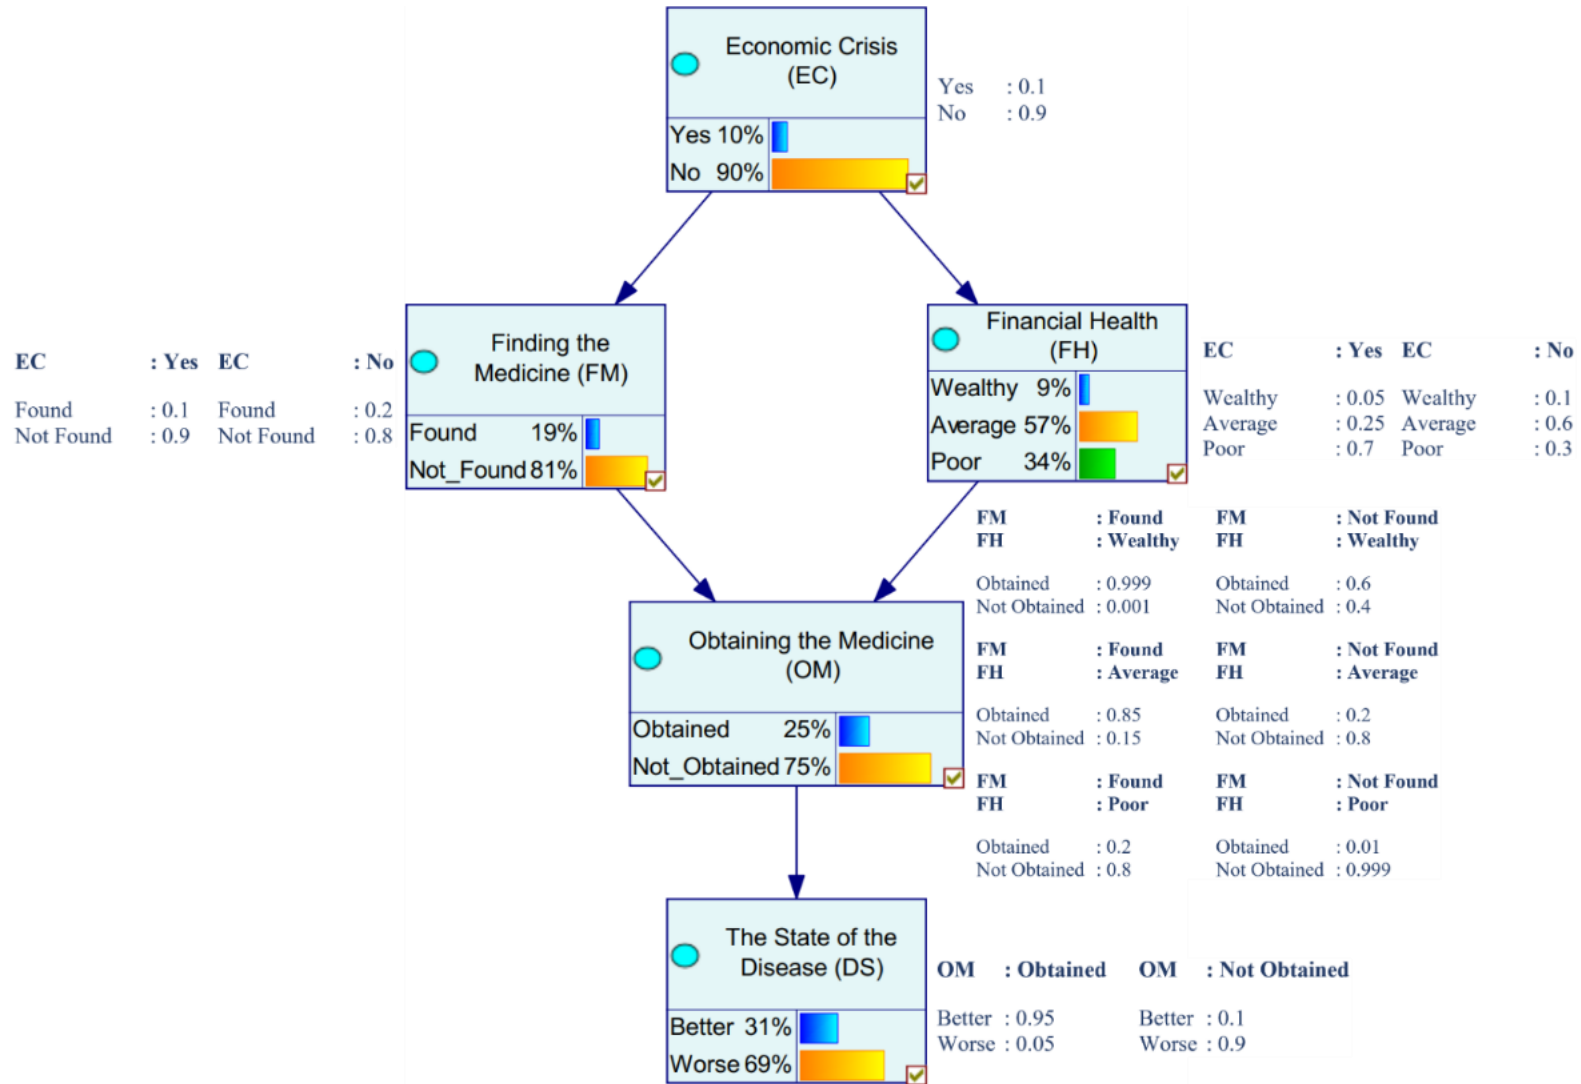 Economic Crisis
(EC)
Yes 10%
No 90%
Yes : 0.1
No : 0.9
Finding the
Medicine (FM)
Found 19%
Not_Found 81%
EC : Yes EC : No
Found : 0.1 Found : 0.2
Not Found : 0.9 Not Found : 0.8
Financial Health
(FH)
Wealthy 9%
Average 57%
Poor 34%
EC : Yes EC : No
Wealthy : 0.05 Wealthy : 0.1
Average : 0.25 Average : 0.6
Poor : 0.7 Poor : 0.3
FM : Found FM : Not Found
FH : Wealthy FH : Wealthy
Obtained : 0.999 Obtained : 0.6
Not Obtained : 0.001 Not Obtained : 0.4
FM : Found FM : Not Found
FH : Average FH : Average
Obtained : 0.85 Obtained : 0.2
Not Obtained : 0.15 Not Obtained : 0.8
FM : Found FM : Not Found
FH : Poor FH : Poor
Obtained : 0.2 Obtained : 0.01
Not Obtained : 0.8 Not Obtained : 0.999
Obtaining the Medicine
(OM)
Obtained 25%
Not_Obtained 75%
The State of the
Disease (DS)
Better 31%
Worse 69%
OM : Obtained OM : Not Obtained
Better : 0.95 Better : 0.1
Worse : 0.05 Worse : 0.9